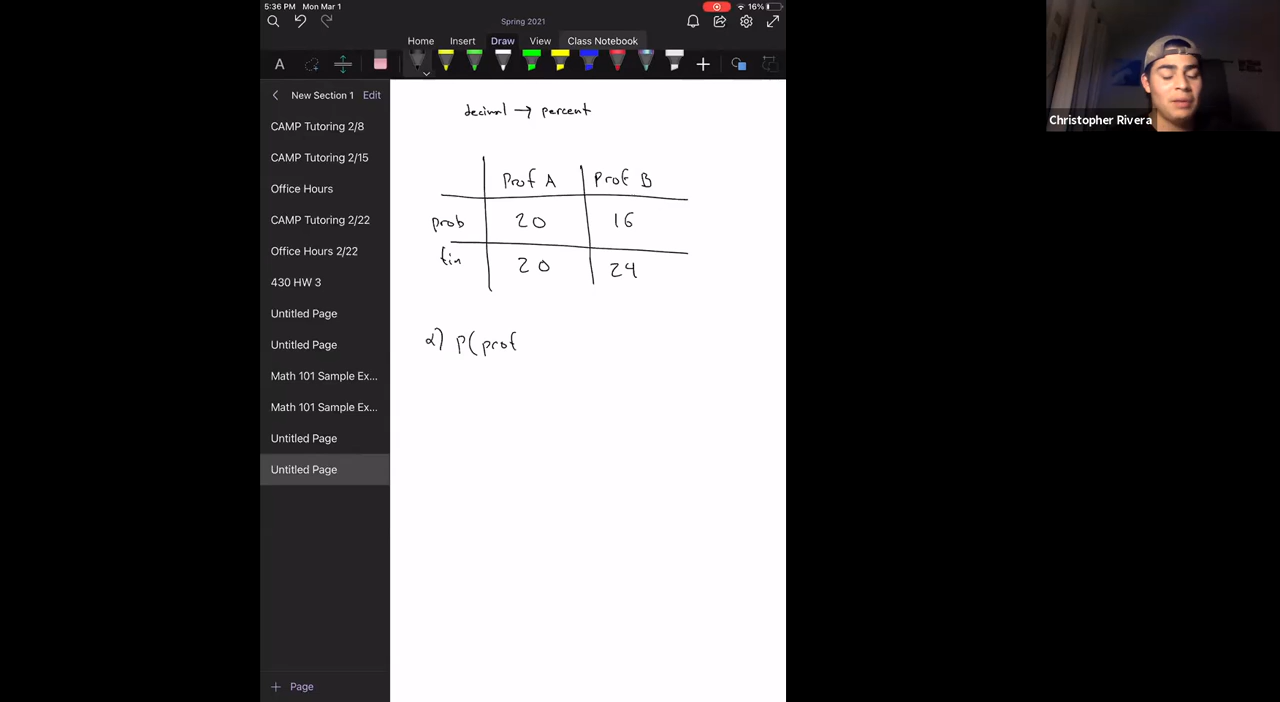 5:36 PM Mon Mar 1
16%
Spring 2021
Home Insert Draw View Class Notebook
A
New Section 1 Edit
CAMP Tutoring 2/8
CAMP Tutoring 2/15
Office Hours
CAMP Tutoring 2/22
Office Hours 2/22
430 HW 3
Untitled Page
Untitled Page
Math 101 Sample Ex...
Math 101 Sample Ex...
Untitled Page
Untitled Page
+ Page
decimal → percent
Prof A Prof B
prob 20 16
fin 20 24
a) P(prof
Christopher Rivera